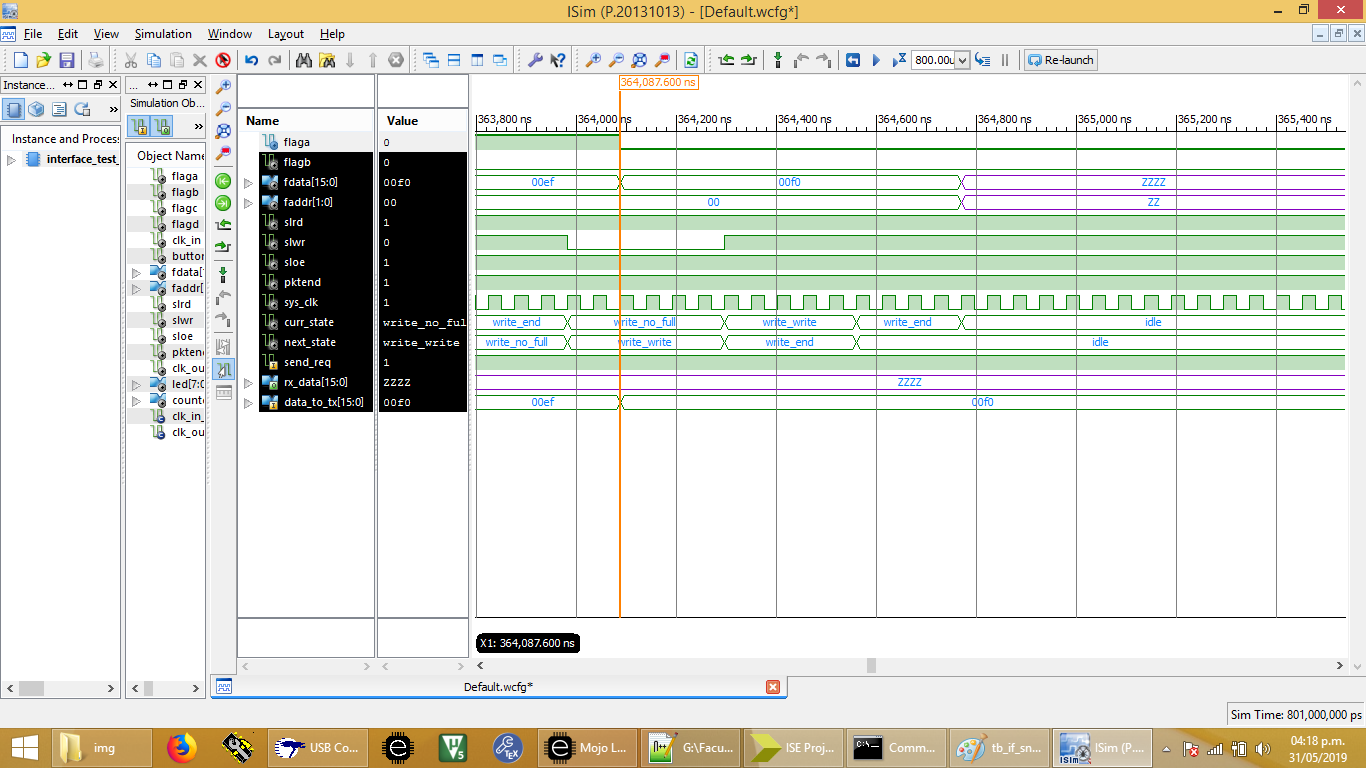 ISim (P.20131013) - [Default.wcfg*]
File Edit View Simulation Window Layout Help
800.00u Re-launch
Instance...
...
Simulation Ob...
Instance and Proces
Object Name
interface_test_
flaga
flagb
flagc
flagd
clk_in
button
fdata[
faddr[
slrd
slwr
sloe
pktend
clk_ou
led[7:0
counte
clk_in_
clk_ou
Name Value
flaga 0
flagb 0
fdata[15:0] 00f0
faddr[1:0] 00
slrd 1
slwr 0
sloe 1
pktend 1
sys_clk 1
curr_state write_no_ful
next_state write_write
send_req 1
rx_data[15:0] ZZZZ
data_to_tx[15:0] 00f0
364,087.600 ns
363,800 ns 364,000 ns 364,200 ns 364,400 ns 364,600 ns 364,800 ns 365,000 ns 365,200 ns 365,400 ns
00ef 00f0 ZZZZ
00 ZZ
write_end write_no_full write_write write_end idle
write_no_full write_write write_end idle
ZZZZ
00ef 00f0
X1: 364,087.600 ns
Default.wcfg*
Sim Time: 801,000,000 ps
img USB Co... Mojo L... G:\Facu... ISE Proj... Comm... tb_if_sn... ISim (P....
04:18 p.m.
31/05/2019